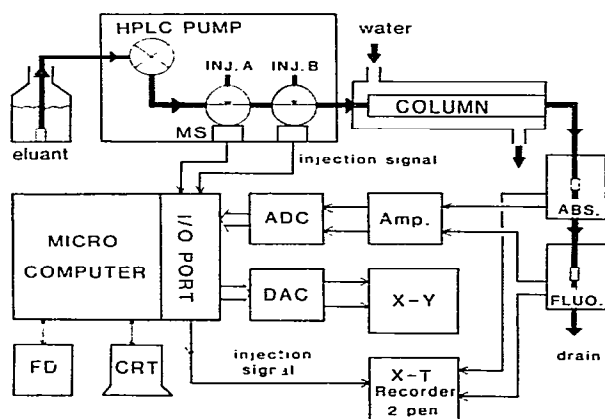 HPLC PUMP
INJ. A
INJ. B
water
MS
COLUMN
eluant
injection signal
ABS.
MICRO
COMPUTER
I/O PORT
ADC
Amp.
DAC
X-Y
FLUO.
drain
FD
CRT
injection
signal
X-T
Recorder
2 pen